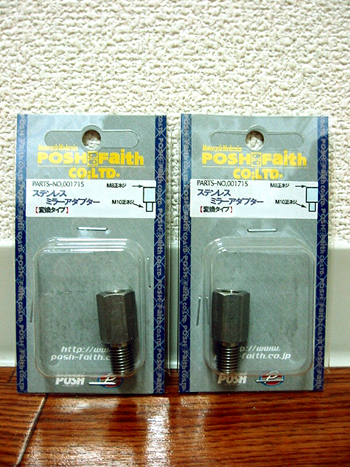 POSH Faith
CO.LTD.
PARTS-NO,001715
ステンレス
ミラーアダプター
【変換タイプ】
M8正ネジ
M10正ネジ
http://www.
posh-faith.co
POSH
POSH Faith
CO.LTD.
PARTS-NO,001715
ステンレス
ミラーアダプター
【変換タイプ】
M8正ネジ
M10正ネジ
http://www.
posh-faith.co.jp
POSH